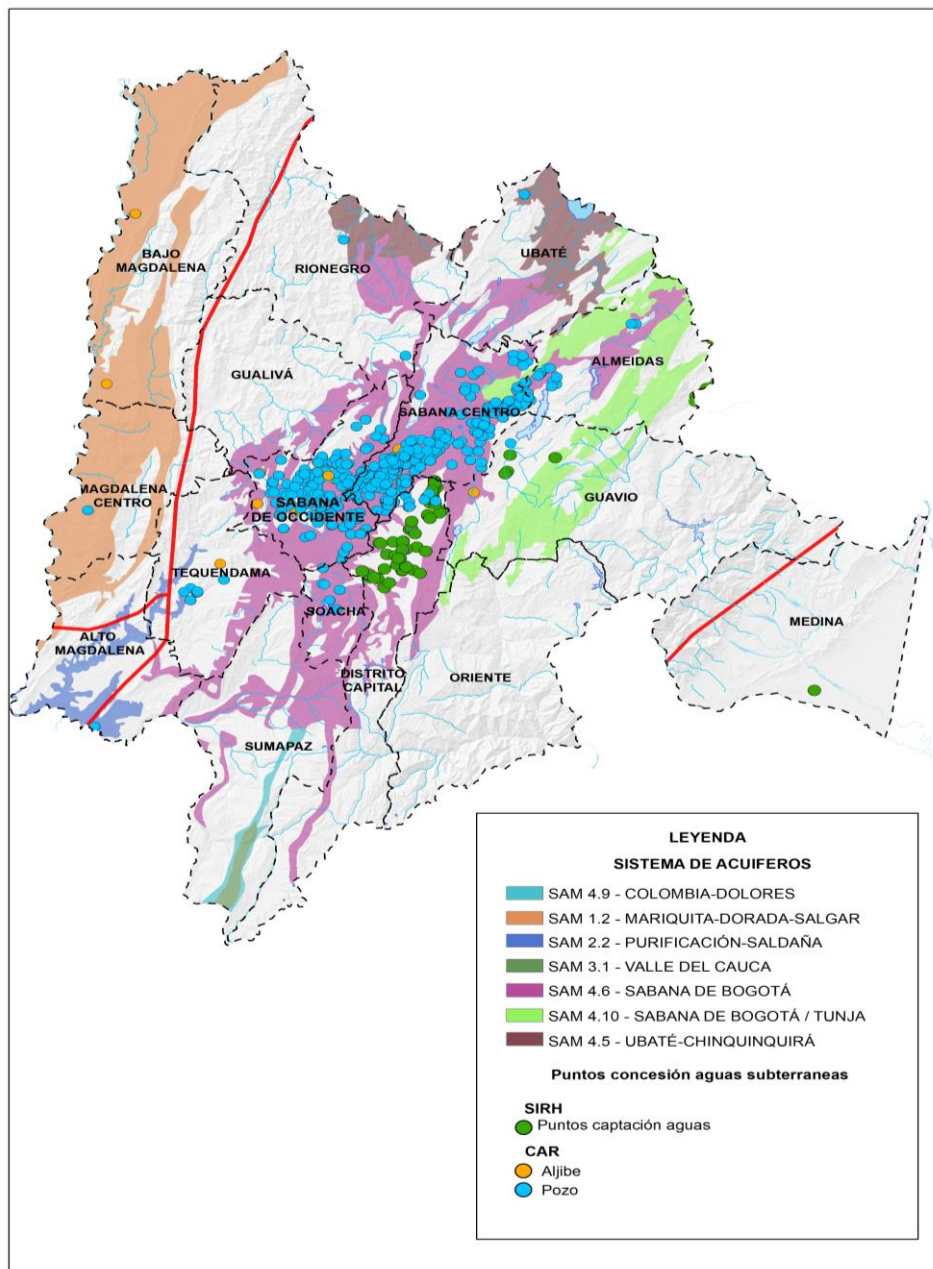 BAJO
MAGDALENA
RIONEGRO
UBATÉ
GUALIVÁ
ALMEIDAS
SABANA CENTRO
MAGDALENA
CENTRO
SABANA
DE OCCIDENTE
GUAVIO
TEQUENDAMA
SOACHA
ALTO
MAGDALENA
MEDINA
DISTRITO
CAPITAL
ORIENTE
SUMAPAZ
LEYENDA
SISTEMA DE ACUIFEROS
SAM 4.9 - COLOMBIA-DOLORES
SAM 1.2 - MARIQUITA-DORADA-SALGAR
SAM 2.2 - PURIFICACIÓN-SALDAÑA
SAM 3.1 - VALLE DEL CAUCA
SAM 4.6 - SABANA DE BOGOTÁ
SAM 4.10 - SABANA DE BOGOTÁ / TUNJA
SAM 4.5 - UBATÉ-CHINQUINQUIRÁ
Puntos concesión aguas subterraneas
SIRH
Puntos captación aguas
CAR
Aljibe
Pozo